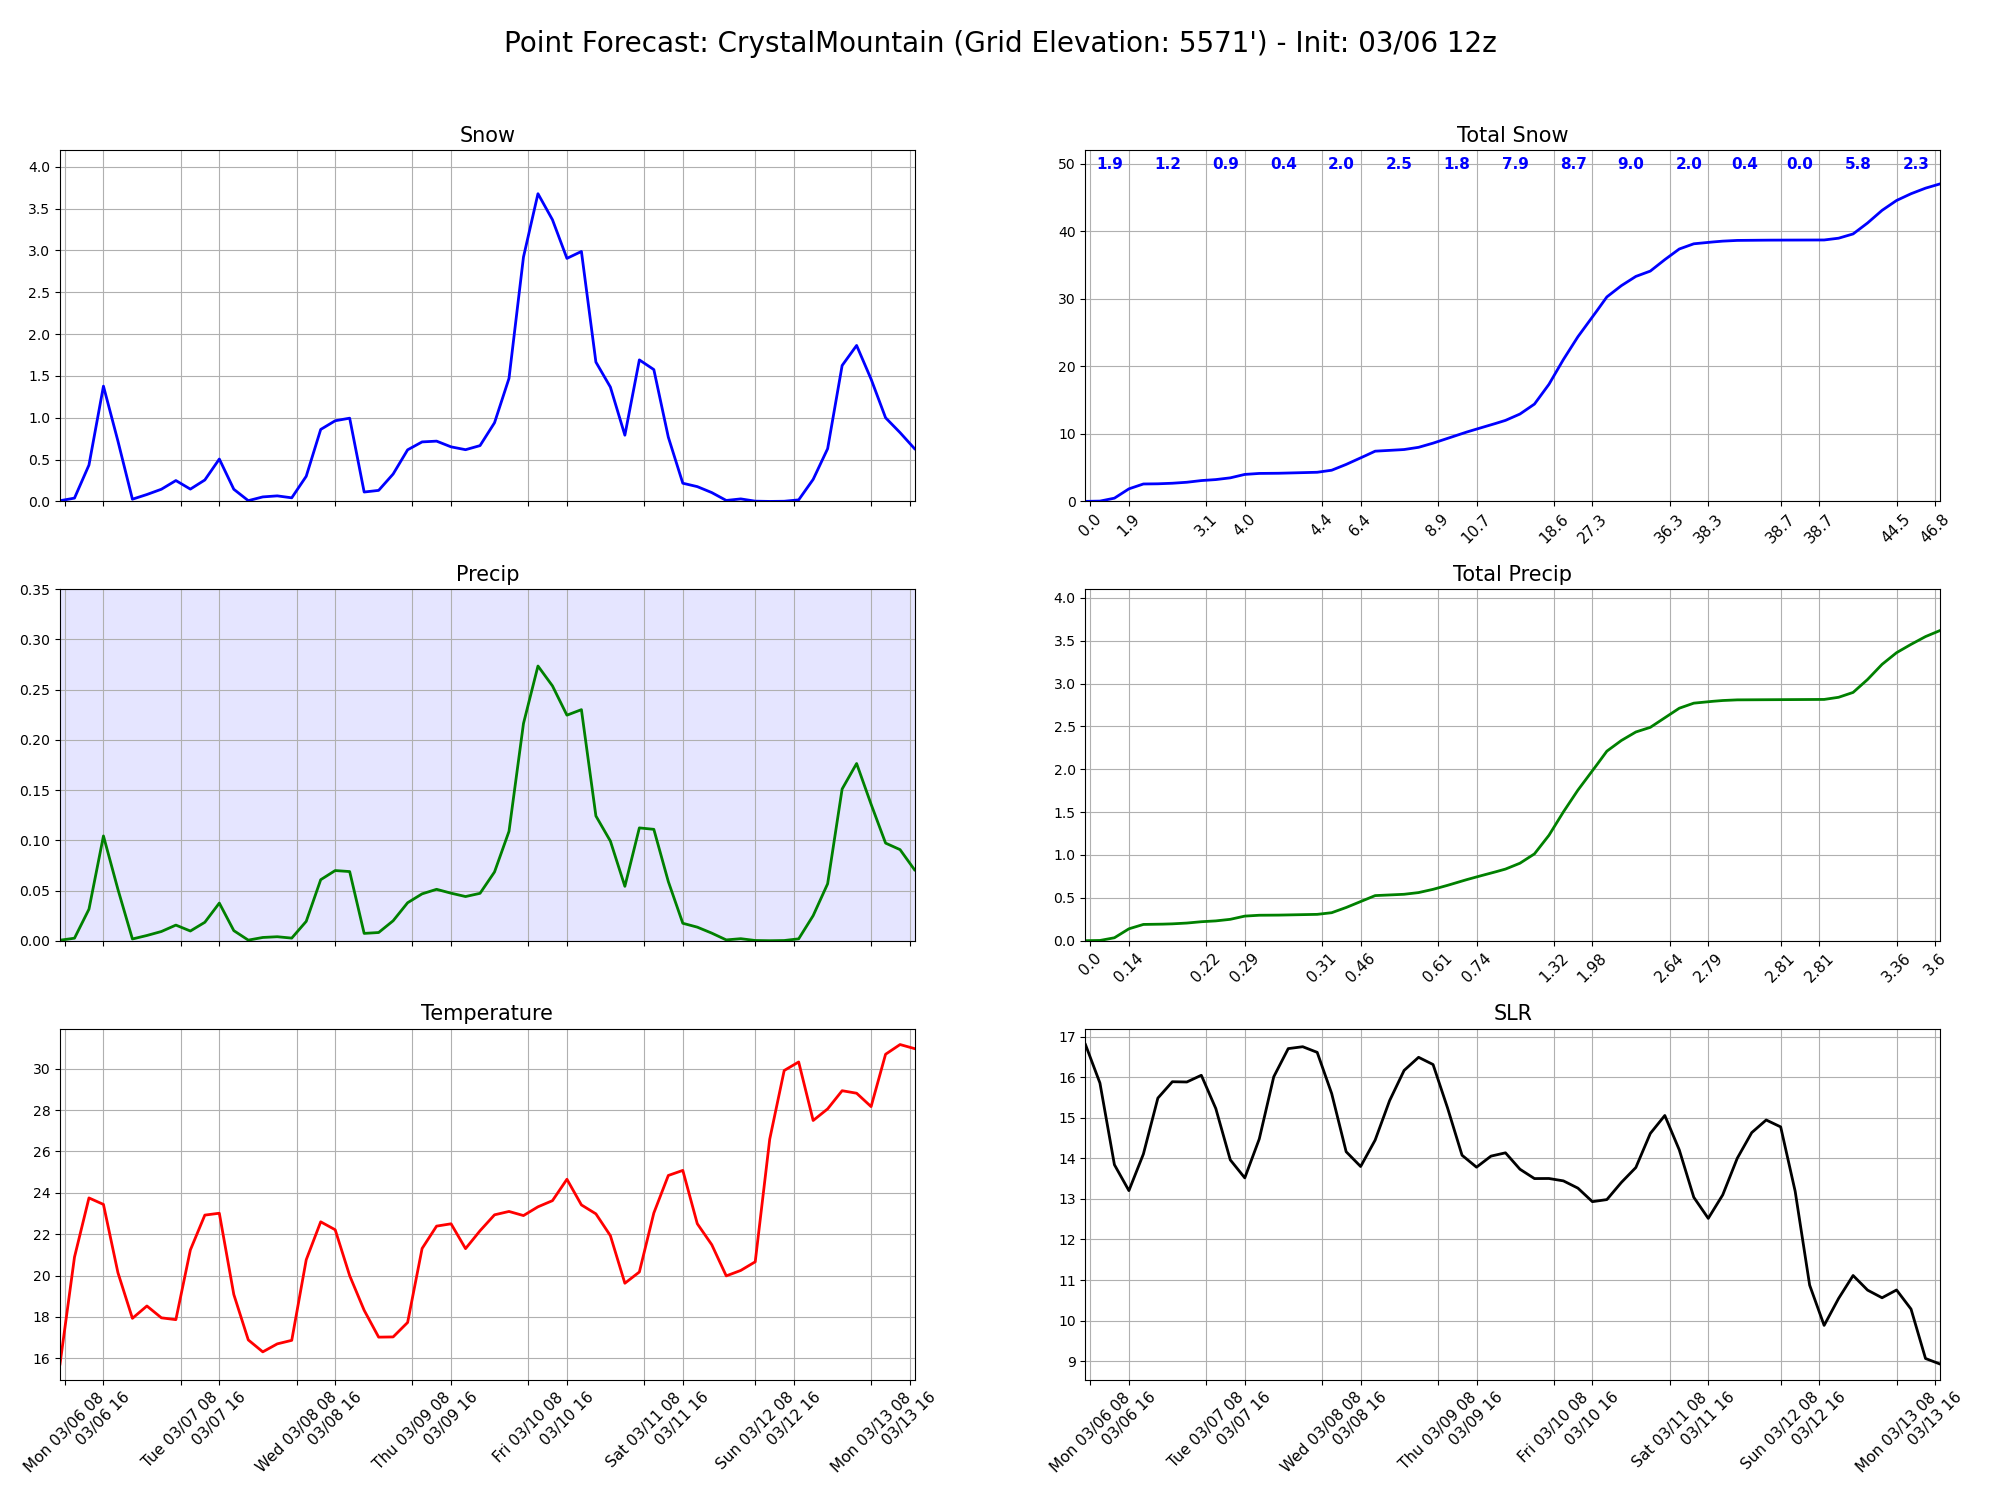 Point Forecast: CrystalMountain (Grid Elevation: 5571') - Init: 03/06 12z
Snow
4.0
3.5
3.0
2.5
2.0
1.5
1.0
0.5
0.0
Total Snow
1.9 1.2 0.9 0.4 2.0 2.5 1.8 7.9 8.7 9.0 2.0 0.4 0.0 5.8 2.3
50
40
30
20
10
0
0.0 1.9 3.1 4.0 4.4 6.4 8.9 10.7 18.6 27.3 36.3 38.3 38.7 38.7 44.5 46.8
Precip
0.35
0.30
0.25
0.20
0.15
0.10
0.05
0.00
Total Precip
4.0
3.5
3.0
2.5
2.0
1.5
1.0
0.5
0.0
0.0 0.14 0.22 0.29 0.31 0.46 0.61 0.74 1.32 1.98 2.64 2.79 2.81 2.81 3.36 3.6
Temperature
30
28
26
24
22
20
18
16
Mon 03/06 08
03/06 16
Tue 03/07 08
03/07 16
Wed 03/08 08
03/08 16
Thu 03/09 08
03/09 16
Fri 03/10 08
03/10 16
Sat 03/11 08
03/11 16
Sun 03/12 08
03/12 16
Mon 03/13 08
03/13 16
SLR
17
16
15
14
13
12
11
10
9
Mon 03/06 08
03/06 16
Tue 03/07 08
03/07 16
Wed 03/08 08
03/08 16
Thu 03/09 08
03/09 16
Fri 03/10 08
03/10 16
Sat 03/11 08
03/11 16
Sun 03/12 08
03/12 16
Mon 03/13 08
03/13 16